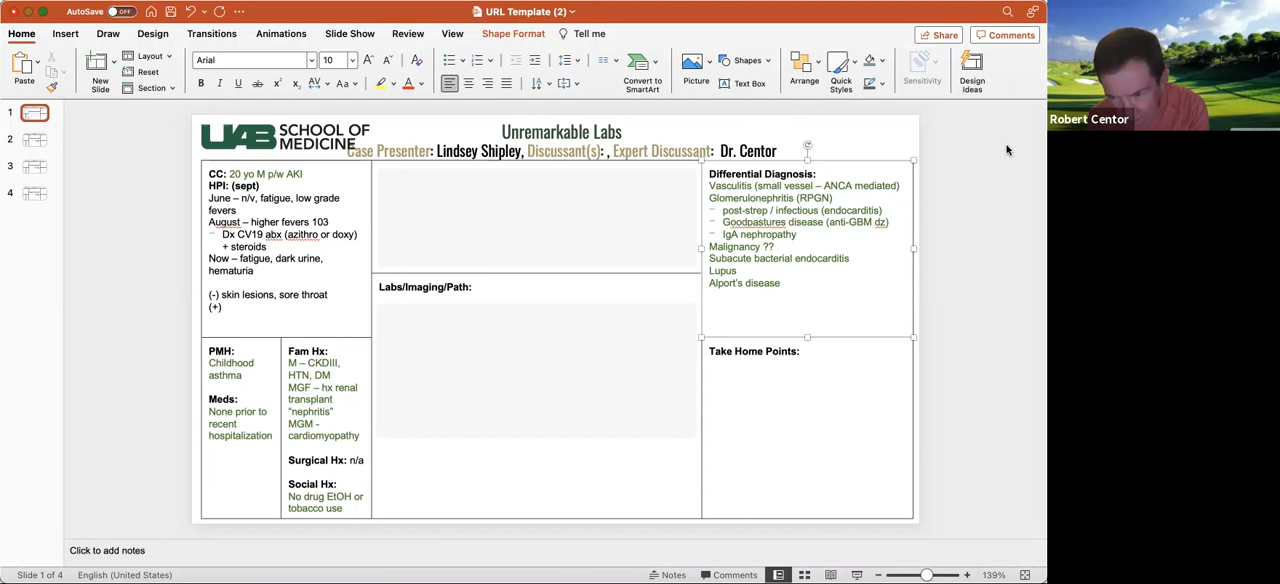 AutoSave OFF
URL Template (2)
Home Insert Draw Design Transitions Animations Slide Show Review View Shape Format Tell me
Share Comments
Paste
New Slide
Layout
Reset
Section
Arial 10
B I U ab
Convert to SmartArt
Picture
Shapes
Text Box
Arrange
Quick Styles
Sensitivity
Design Ideas
1
2
3
4
UAB SCHOOL OF MEDICINE
Unremarkable Labs
Case Presenter: Lindsey Shipley, Discussant(s): , Expert Discussant: Dr. Centor
CC: 20 yo M p/w AKI
HPI: (sept)
June – n/v, fatigue, low grade
fevers
August – higher fevers 103
- Dx CV19 abx (azithro or doxy)
+ steroids
Now – fatigue, dark urine,
hematuria
(-) skin lesions, sore throat
(+)
PMH:
Childhood
asthma
Meds:
None prior to
recent
hospitalization
Fam Hx:
M – CKDIII,
HTN, DM
MGF – hx renal
transplant
“nephritis”
MGM -
cardiomyopathy
Surgical Hx: n/a
Social Hx:
No drug EtOH or
tobacco use
Labs/Imaging/Path:
Differential Diagnosis:
Vasculitis (small vessel – ANCA mediated)
Glomerulonephritis (RPGN)
- post-strep / infectious (endocarditis)
- Goodpastures disease (anti-GBM dz)
- IgA nephropathy
Malignancy ??
Subacute bacterial endocarditis
Lupus
Alport’s disease
Take Home Points:
Robert Centor
Click to add notes
Slide 1 of 4 English (United States)
Notes Comments 139%